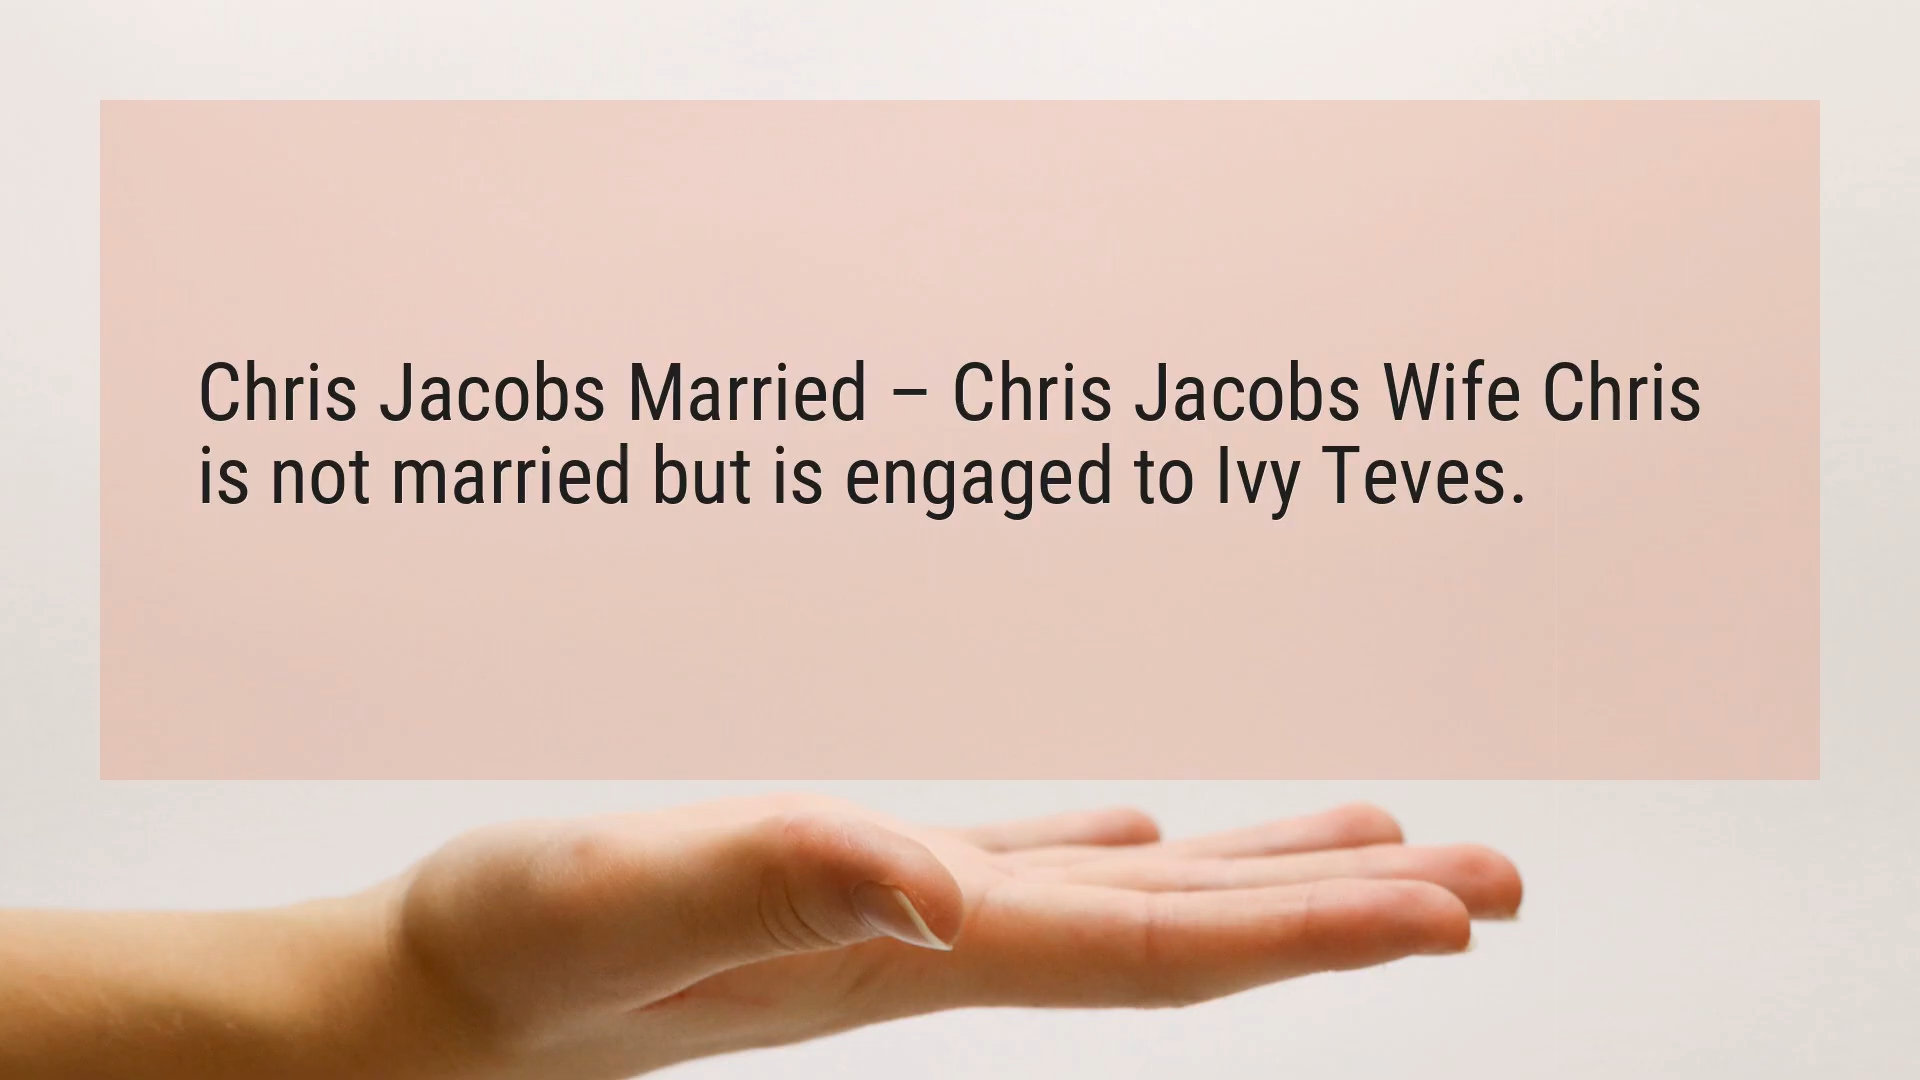 Chris Jacobs Married – Chris Jacobs Wife Chris
is not married but is engaged to Ivy Teves.